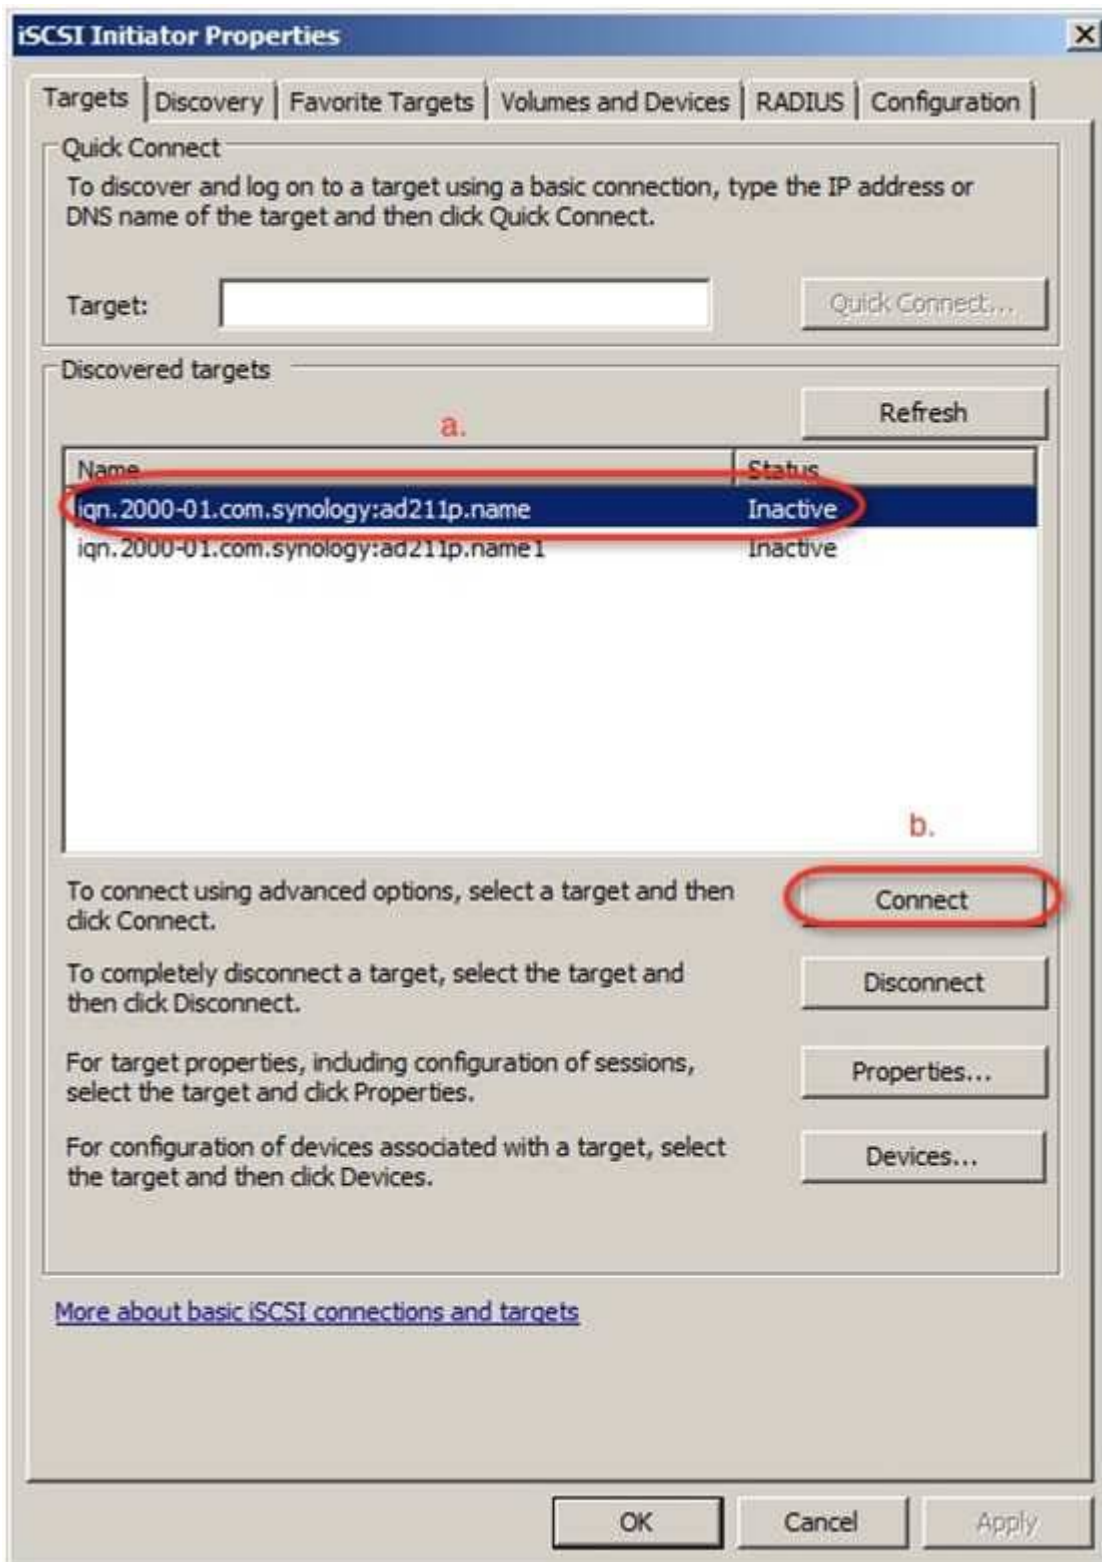 iSCSI Initiator Properties
Targets Discovery Favorite Targets Volumes and Devices RADIUS Configuration
Quick Connect
To discover and log on to a target using a basic connection, type the IP address or
DNS name of the target and then click Quick Connect.
Target:
Quick Connect...
Discovered targets
Refresh
a.
Name Status
iqn.2000-01.com.synology:ad211p.name Inactive
iqn.2000-01.com.synology:ad211p.name1 Inactive
b.
To connect using advanced options, select a target and then
click Connect.
Connect
To completely disconnect a target, select the target and
then click Disconnect.
Disconnect
For target properties, including configuration of sessions,
select the target and click Properties.
Properties...
For configuration of devices associated with a target, select
the target and then click Devices.
Devices...
More about basic iSCSI connections and targets
OK Cancel Apply